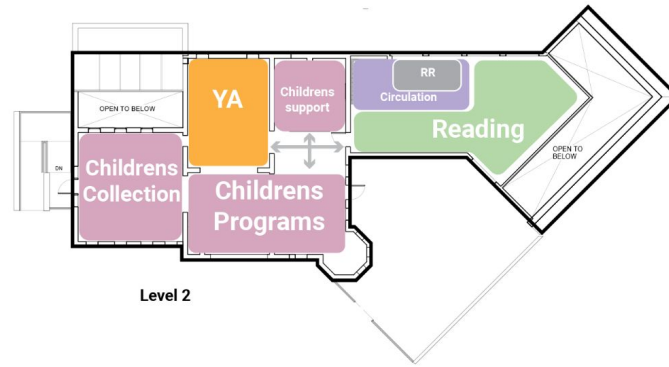 OPEN TO BELOW
YA
Childrens
support
RR
Circulation
Reading
OPEN TO
BELOW
DN
Childrens
Collection
Childrens
Programs
Level 2